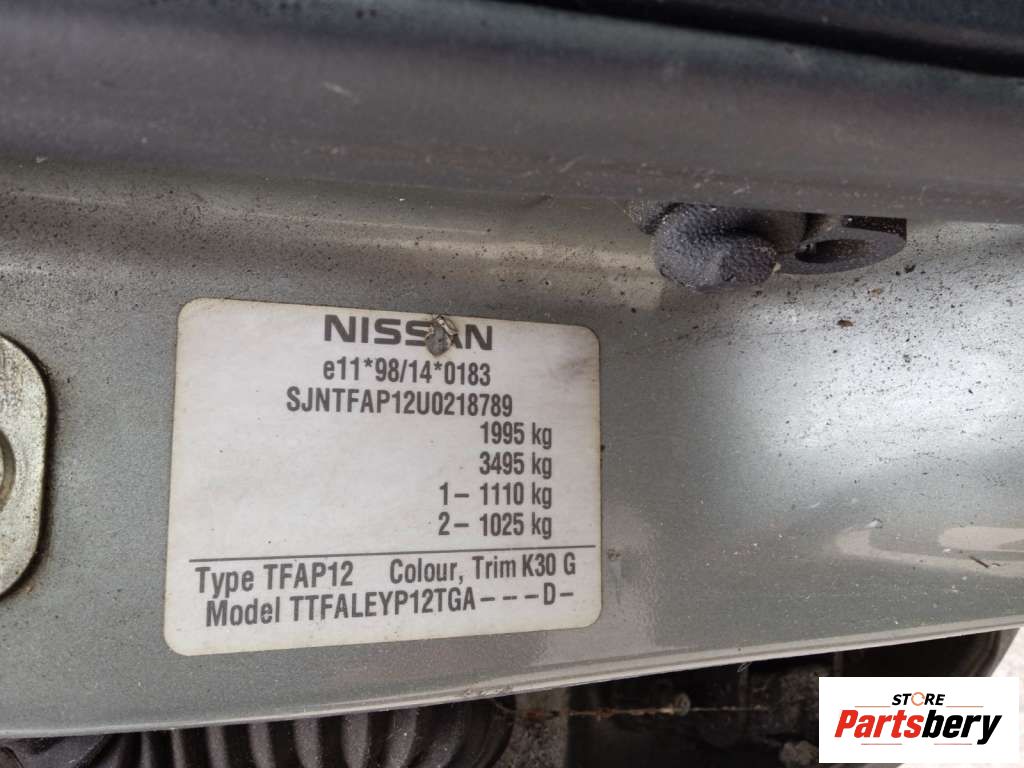 NISSAN
e11*98/14*0183
SJNTFAP12U0218789
1995 kg
3495 kg
1– 1110 kg
2– 1025 kg
Type TFAP12 Colour, Trim K30 G
Model TTFALEYP12TGA– – –D–
STORE
Partsbery